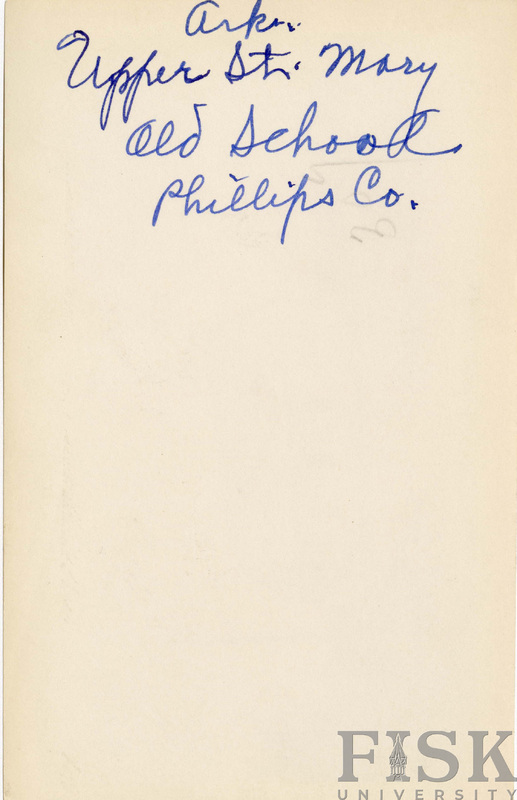 Ark.
Upper St. Mary
Old School
Phillips Co.
FISK
UNIVERSITY